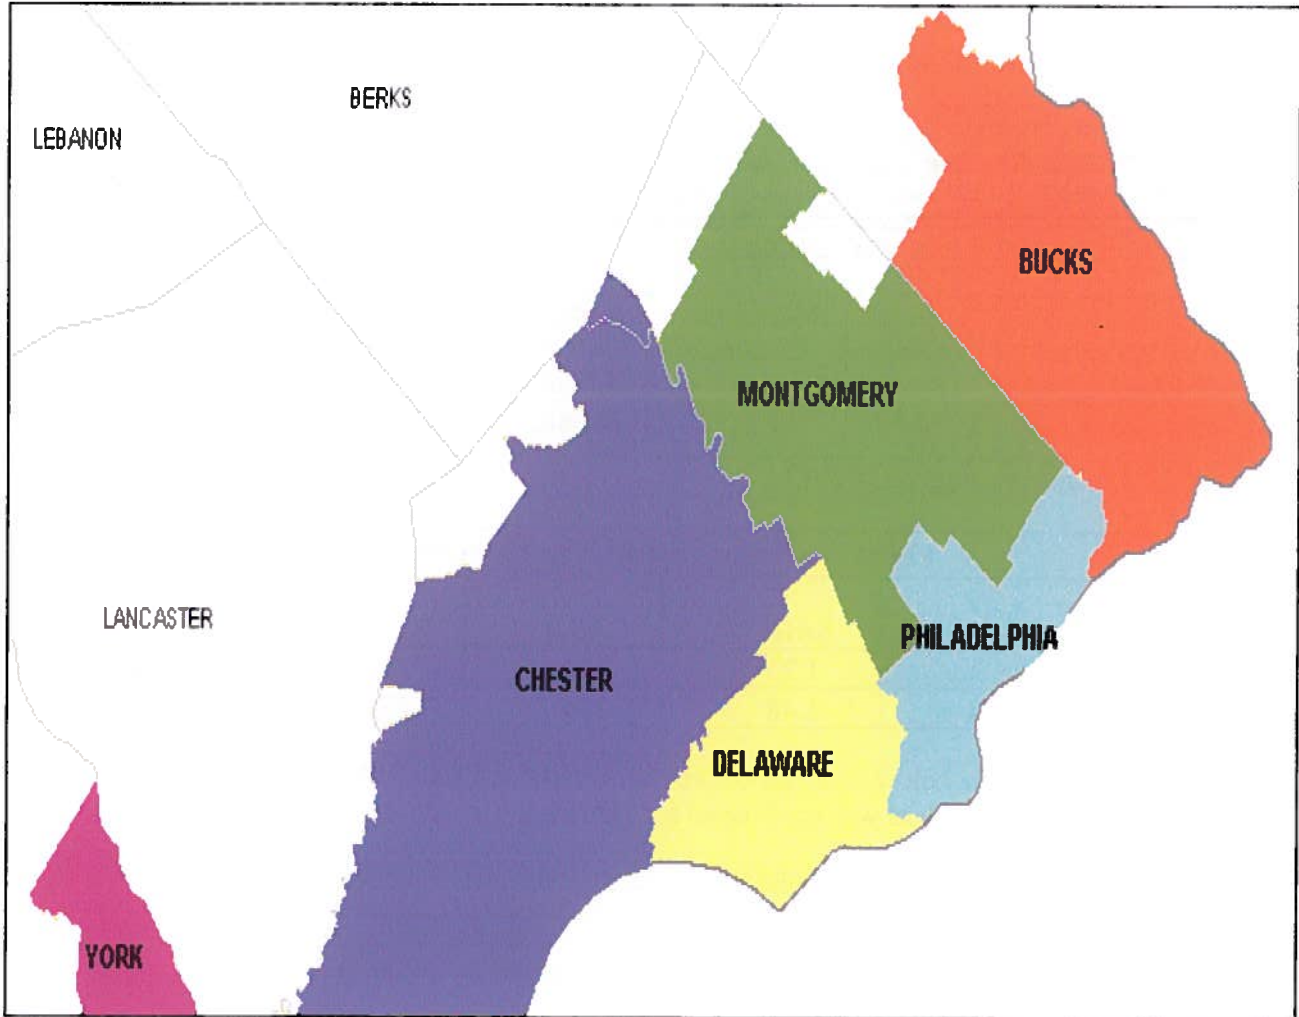 BERKS
LEBANON
BUCKS
MONTGOMERY
LANCASTER
PHILADELPHIA
CHESTER
DELAWARE
YORK